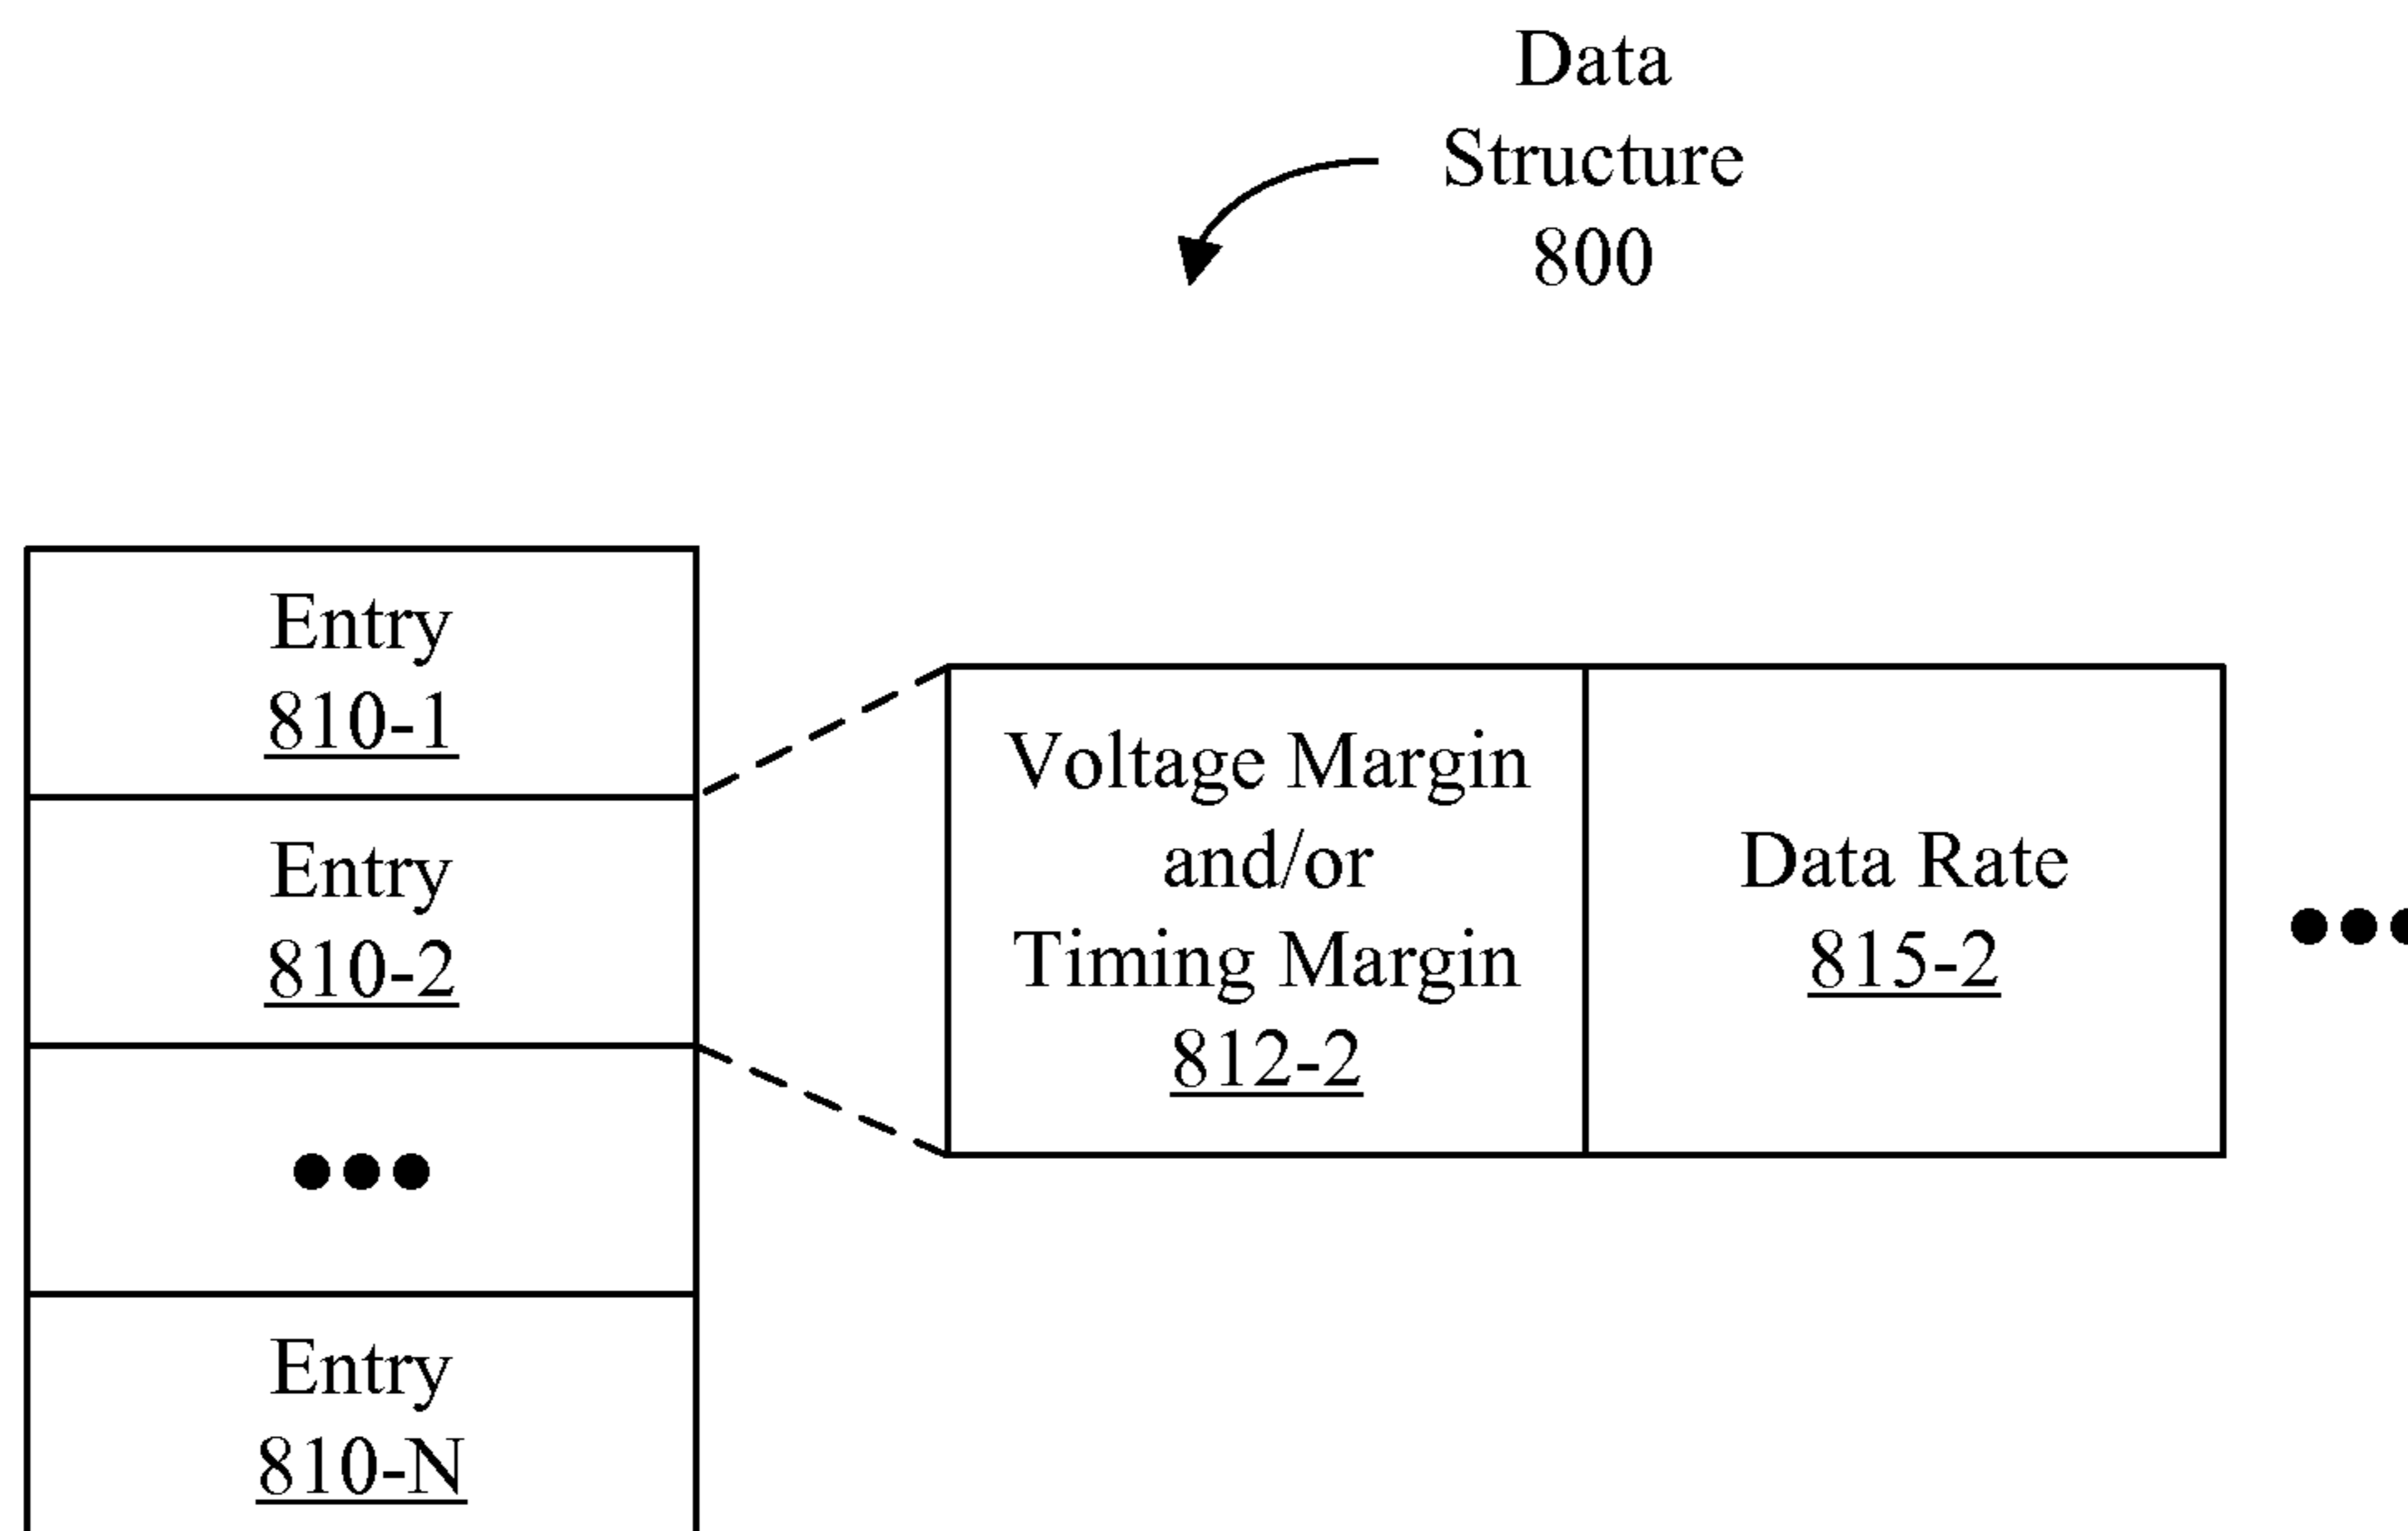 Data
Structure
800
Entry
810-1
Entry
810-2
●●●
Entry
810-N
Voltage Margin
and/or
Timing Margin
812-2
Data Rate
815-2
●●●